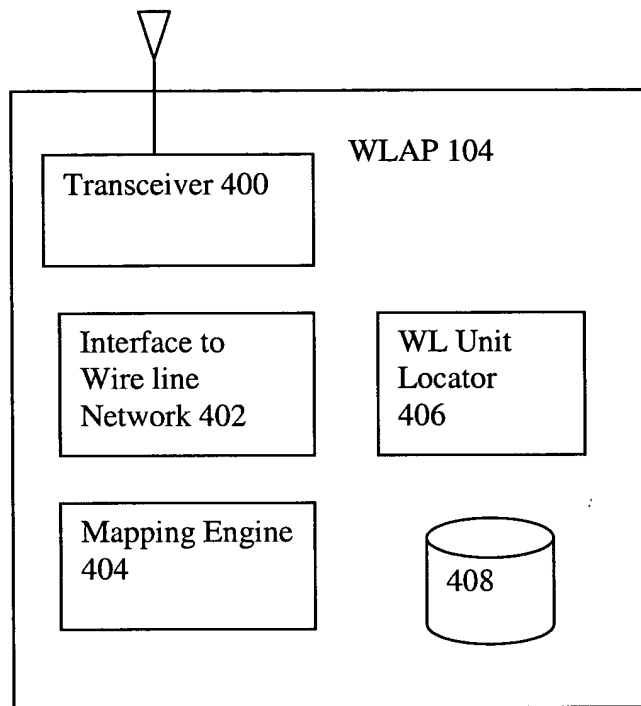 WLAP 104
Transceiver 400
Interface to
Wire line
Network 402
WL Unit
Locator
406
Mapping Engine
404
408